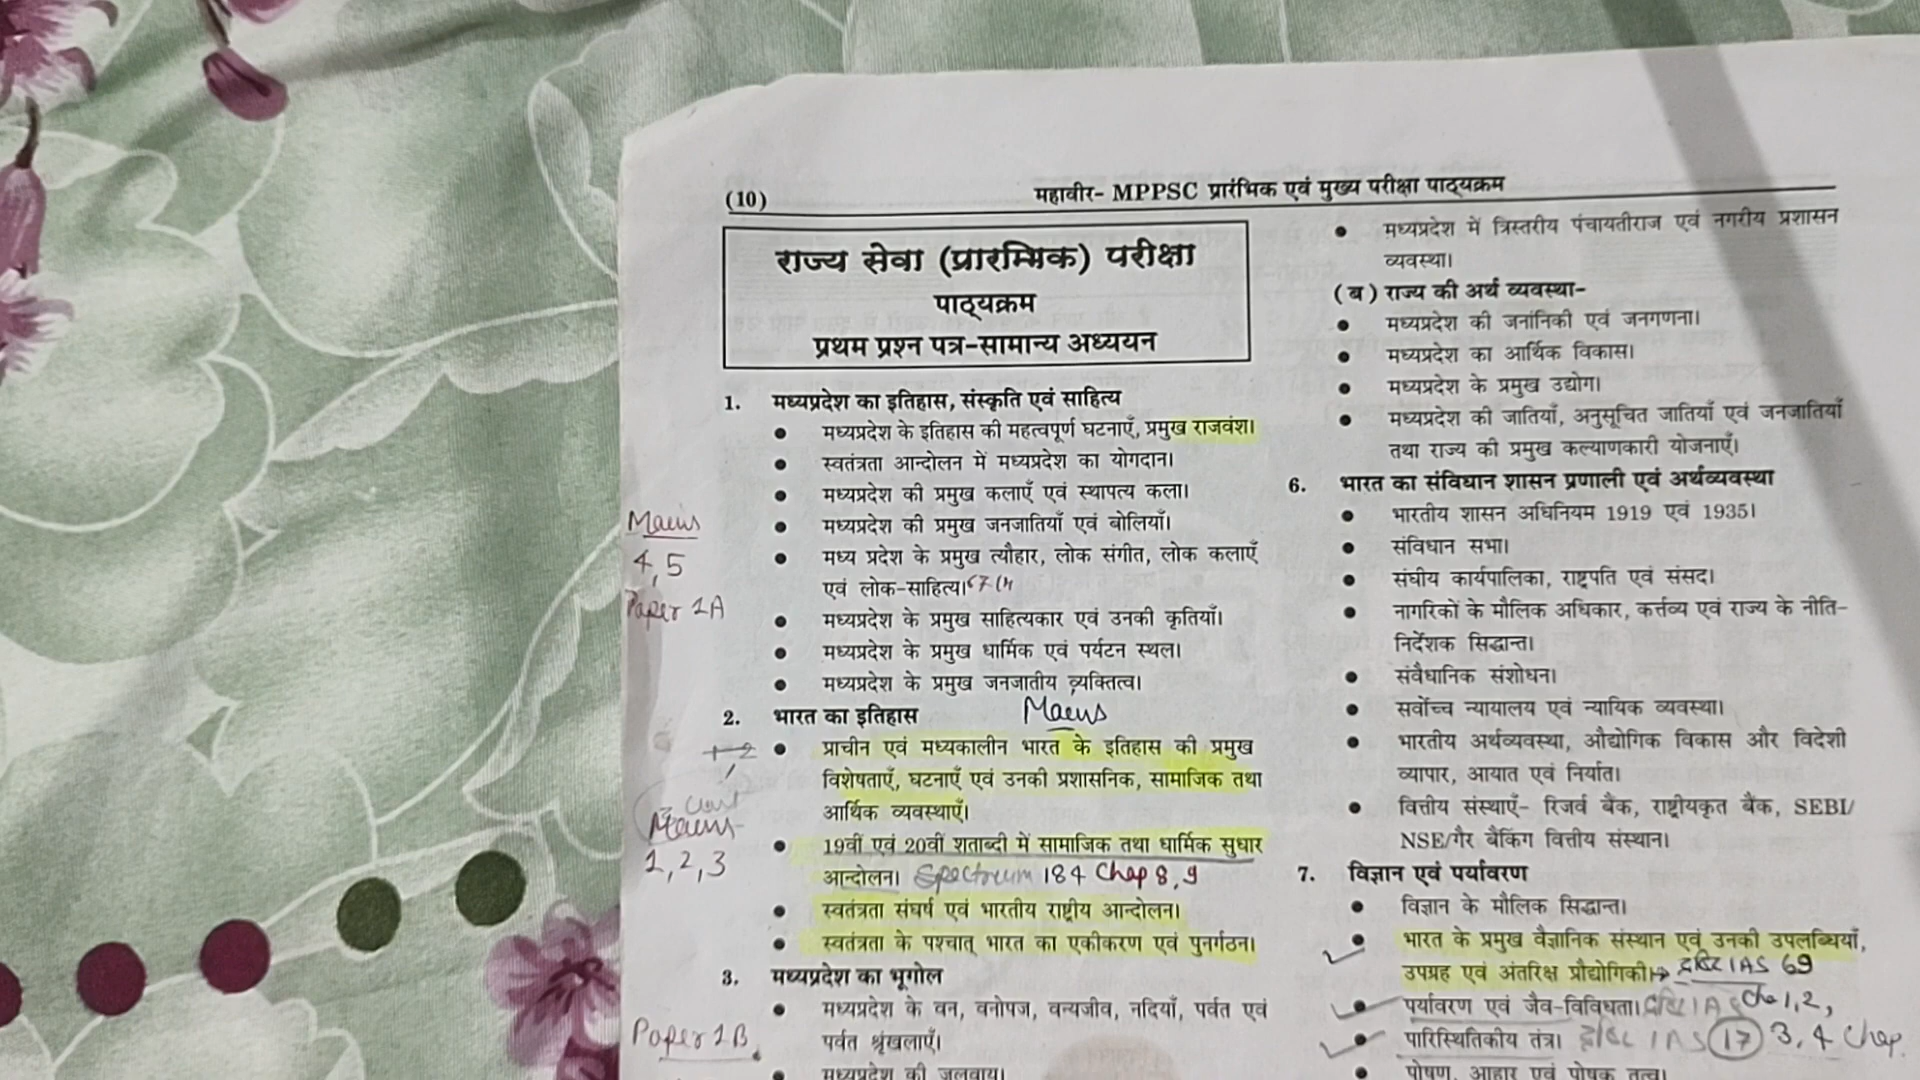 (10)
महावीर- MPPSC प्रारंभिक एवं मुख्य परीक्षा पाठ्यक्रम
राज्य सेवा (प्रारम्भिक) परीक्षा
पाठ्यक्रम
प्रथम प्रश्न पत्र-सामान्य अध्ययन
1. मध्यप्रदेश का इतिहास, संस्कृति एवं साहित्य
● मध्यप्रदेश के इतिहास की महत्वपूर्ण घटनाएँ, प्रमुख राजवंश।
● स्वतंत्रता आन्दोलन में मध्यप्रदेश का योगदान।
● मध्यप्रदेश की प्रमुख कलाएँ एवं स्थापत्य कला।
● मध्यप्रदेश की प्रमुख जनजातियाँ एवं बोलियाँ।
● मध्य प्रदेश के प्रमुख त्यौहार, लोक संगीत, लोक कलाएँ
एवं लोक-साहित्य।
● मध्यप्रदेश के प्रमुख साहित्यकार एवं उनकी कृतियाँ।
● मध्यप्रदेश के प्रमुख धार्मिक एवं पर्यटन स्थल।
● मध्यप्रदेश के प्रमुख जनजातीय व्यक्तित्व।
Mains
4,5
Paper 1A
2. भारत का इतिहास
Mains
● प्राचीन एवं मध्यकालीन भारत के इतिहास की प्रमुख
विशेषताएँ, घटनाएँ एवं उनकी प्रशासनिक, सामाजिक तथा
आर्थिक व्यवस्थाएँ।
● 19वीं एवं 20वीं शताब्दी में सामाजिक तथा धार्मिक सुधार
आन्दोलन। Spectrum 184 Chap 8,9
● स्वतंत्रता संघर्ष एवं भारतीय राष्ट्रीय आन्दोलन।
● स्वतंत्रता के पश्चात् भारत का एकीकरण एवं पुनर्गठन।
Mains
1,2,3
3. मध्यप्रदेश का भूगोल
● मध्यप्रदेश के वन, वनोपज, वन्यजीव, नदियाँ, पर्वत एवं
पर्वत श्रृंखलाएँ।
● मध्यप्रदेश की जलवायु।
Paper 1B
● मध्यप्रदेश में त्रिस्तरीय पंचायतीराज एवं नगरीय प्रशासन
व्यवस्था।
(ब) राज्य की अर्थ व्यवस्था-
● मध्यप्रदेश की जनांनिकी एवं जनगणना।
● मध्यप्रदेश का आर्थिक विकास।
● मध्यप्रदेश के प्रमुख उद्योग।
● मध्यप्रदेश की जातियाँ, अनुसूचित जातियाँ एवं जनजातियाँ
तथा राज्य की प्रमुख कल्याणकारी योजनाएँ।
6. भारत का संविधान शासन प्रणाली एवं अर्थव्यवस्था
● भारतीय शासन अधिनियम 1919 एवं 1935।
● संविधान सभा।
● संघीय कार्यपालिका, राष्ट्रपति एवं संसद।
● नागरिकों के मौलिक अधिकार, कर्त्तव्य एवं राज्य के नीति-
निर्देशक सिद्धान्त।
● संवैधानिक संशोधन।
● सर्वोच्च न्यायालय एवं न्यायिक व्यवस्था।
● भारतीय अर्थव्यवस्था, औद्योगिक विकास और विदेशी
व्यापार, आयात एवं निर्यात।
● वित्तीय संस्थाएँ- रिजर्व बैंक, राष्ट्रीयकृत बैंक, SEBI/
NSE/गैर बैंकिंग वित्तीय संस्थान।
7. विज्ञान एवं पर्यावरण
● विज्ञान के मौलिक सिद्धान्त।
● भारत के प्रमुख वैज्ञानिक संस्थान एवं उनकी उपलब्धियाँ,
उपग्रह एवं अंतरिक्ष प्रौद्योगिकी। → दृष्टि IAS 69
● पर्यावरण एवं जैव-विविधता। दृष्टि IAS Ch 1,2,
● पारिस्थितिकीय तंत्र। दृष्टि IAS 17 3,4 Chap.
● पोषण, आहार एवं पोषक तत्व।